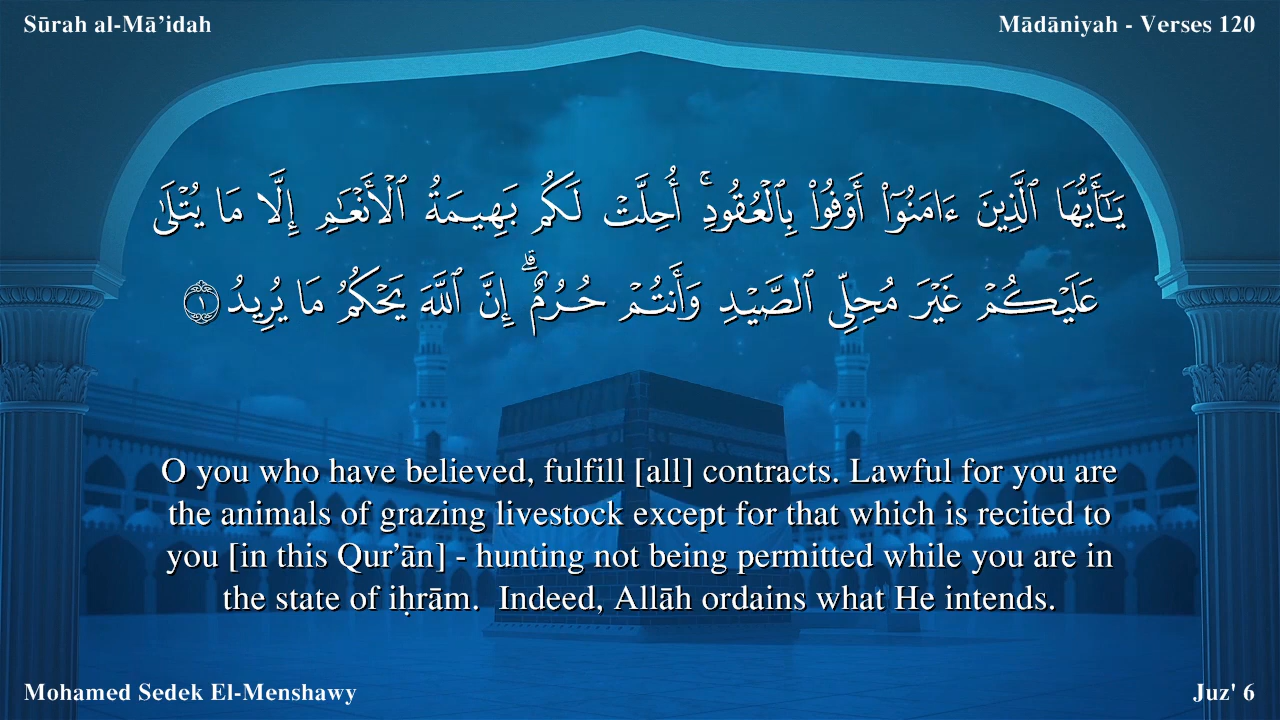 Sūrah al-Mā’idah
Mādāniyah - Verses 120
يَـٰٓأَيُّهَا ٱلَّذِينَ ءَامَنُوٓا۟ أَوْفُوا۟ بِٱلْعُقُودِ ۚ أُحِلَّتْ لَكُم بَهِيمَةُ ٱلْأَنْعَـٰمِ إِلَّا مَا يُتْلَىٰ
عَلَيْكُمْ غَيْرَ مُحِلِّى ٱلصَّيْدِ وَأَنتُمْ حُرُمٌ ۗ إِنَّ ٱللَّهَ يَحْكُمُ مَا يُرِيدُ ١
O you who have believed, fulfill [all] contracts. Lawful for you are
the animals of grazing livestock except for that which is recited to
you [in this Qur’ān] - hunting not being permitted while you are in
the state of iḥrām.  Indeed, Allāh ordains what He intends.
Mohamed Sedek El-Menshawy
Juz' 6